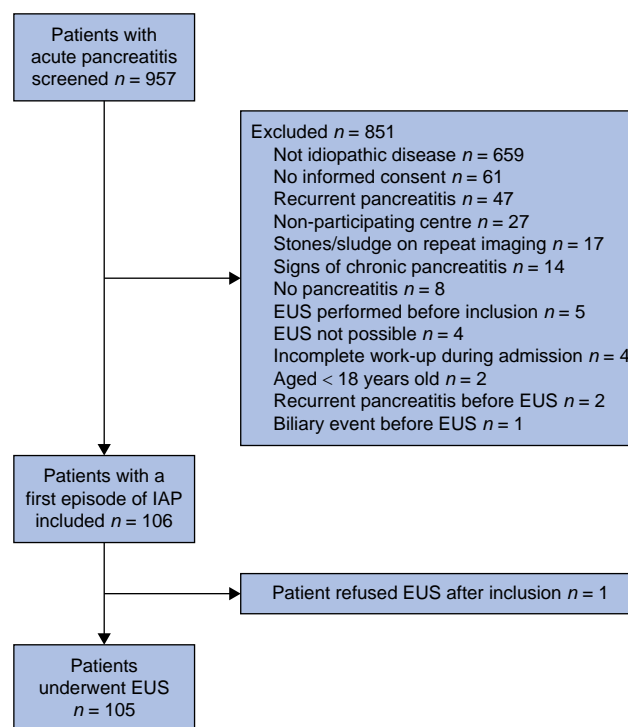 Patients with
acute pancreatitis
screened n = 957
Excluded n = 851
Not idiopathic disease n = 659
No informed consent n = 61
Recurrent pancreatitis n = 47
Non-participating centre n = 27
Stones/sludge on repeat imaging n = 17
Signs of chronic pancreatitis n = 14
No pancreatitis n = 8
EUS performed before inclusion n = 5
EUS not possible n = 4
Incomplete work-up during admission n = 4
Aged < 18 years old n = 2
Recurrent pancreatitis before EUS n = 2
Biliary event before EUS n = 1
Patients with a
first episode of IAP
included n = 106
Patient refused EUS after inclusion n = 1
Patients
underwent EUS
n = 105